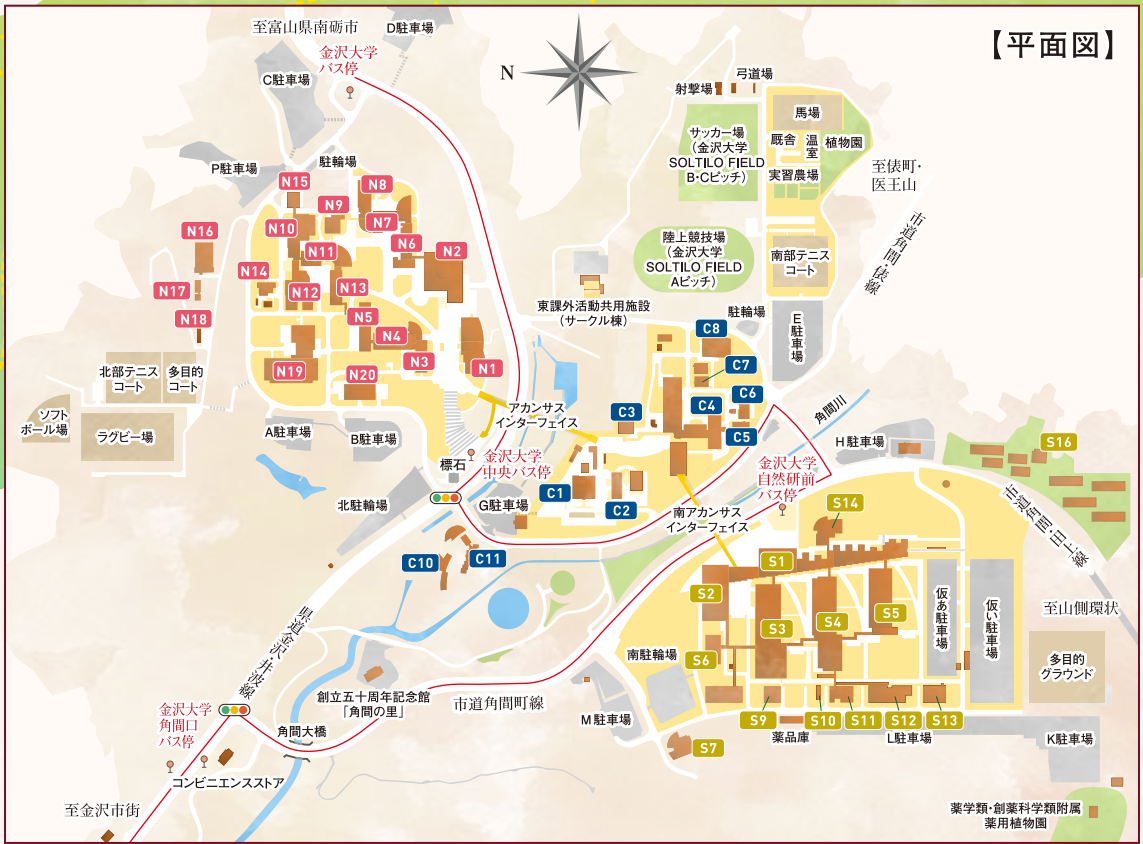 【平面図】
至富山県南砺市
D駐車場
金沢大学
バス停
C駐車場
N
射撃場
弓道場
馬場
サッカー場
(金沢大学
SOLTILO FIELD
B・Cピッチ)
厩舎
温室
植物園
実習農場
至俵町・
医王山
市道角間・俵線
P駐車場
駐輪場
N15
N8
N9
N7
N16
N10
N6
N2
N11
N14
N13
N17
N12
N18
N5
N4
N3
N1
N19
N20
陸上競技場
(金沢大学
SOLTILO FIELD
Aピッチ)
南部テニス
コート
東課外活動共用施設
(サークル棟)
駐輪場
E駐車場
C8
C7
C6
C4
C3
C5
北部テニス
コート
多目的
コート
ソフト
ボール場
ラグビー場
A駐車場
B駐車場
アカンサス
インターフェイス
角間川
H駐車場
S16
標石
金沢大学
中央バス停
金沢大学
自然研前
バス停
北駐輪場
G駐車場
C1
C2
南アカンサス
インターフェイス
S14
市道角間・田上線
C10
C11
S1
S2
S3
S4
S5
仮あ駐車場
仮い駐車場
至山側環状
県道金沢・井波線
南駐輪場
S6
多目的
グラウンド
創立五十周年記念館
「角間の里」
市道角間町線
金沢大学
角間口
バス停
角間大橋
M駐車場
S9
S10
S11
S12
S13
薬品庫
L駐車場
K駐車場
S7
コンビニエンスストア
至金沢市街
薬学類・創薬科学類附属
薬用植物園